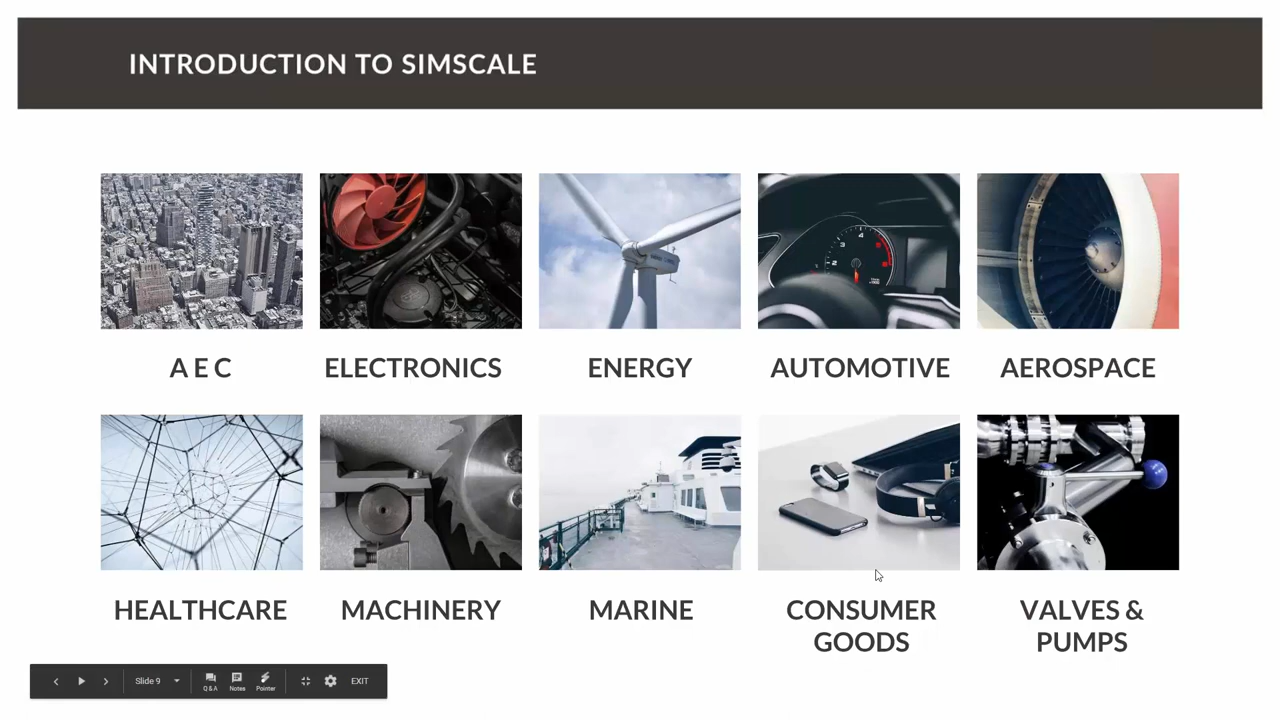 INTRODUCTION TO SIMSCALE
A E C
ELECTRONICS
ENERGY
AUTOMOTIVE
AEROSPACE
HEALTHCARE
MACHINERY
MARINE
CONSUMER
GOODS
VALVES &
PUMPS
Slide 9
Q & A
Notes
Pointer
EXIT